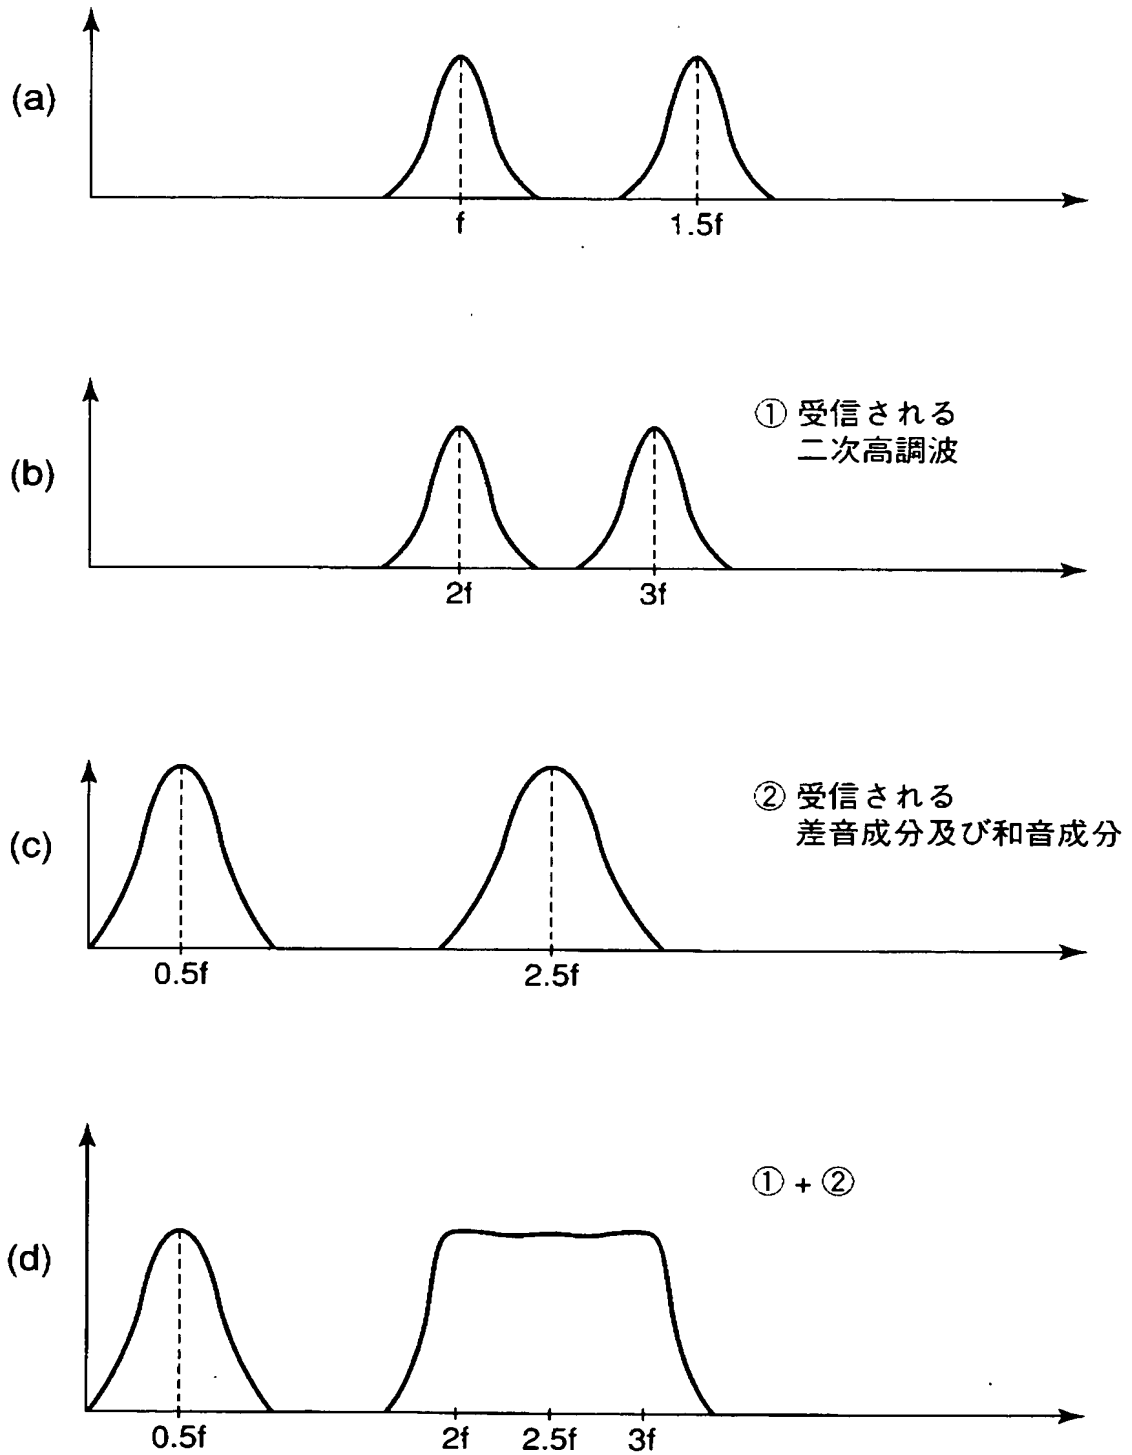 (a)
f
1.5f
(b)
① 受信される
二次高調波
2f
3f
(c)
② 受信される
差音成分及び和音成分
0.5f
2.5f
(d)
① + ②
0.5f
2f
2.5f
3f